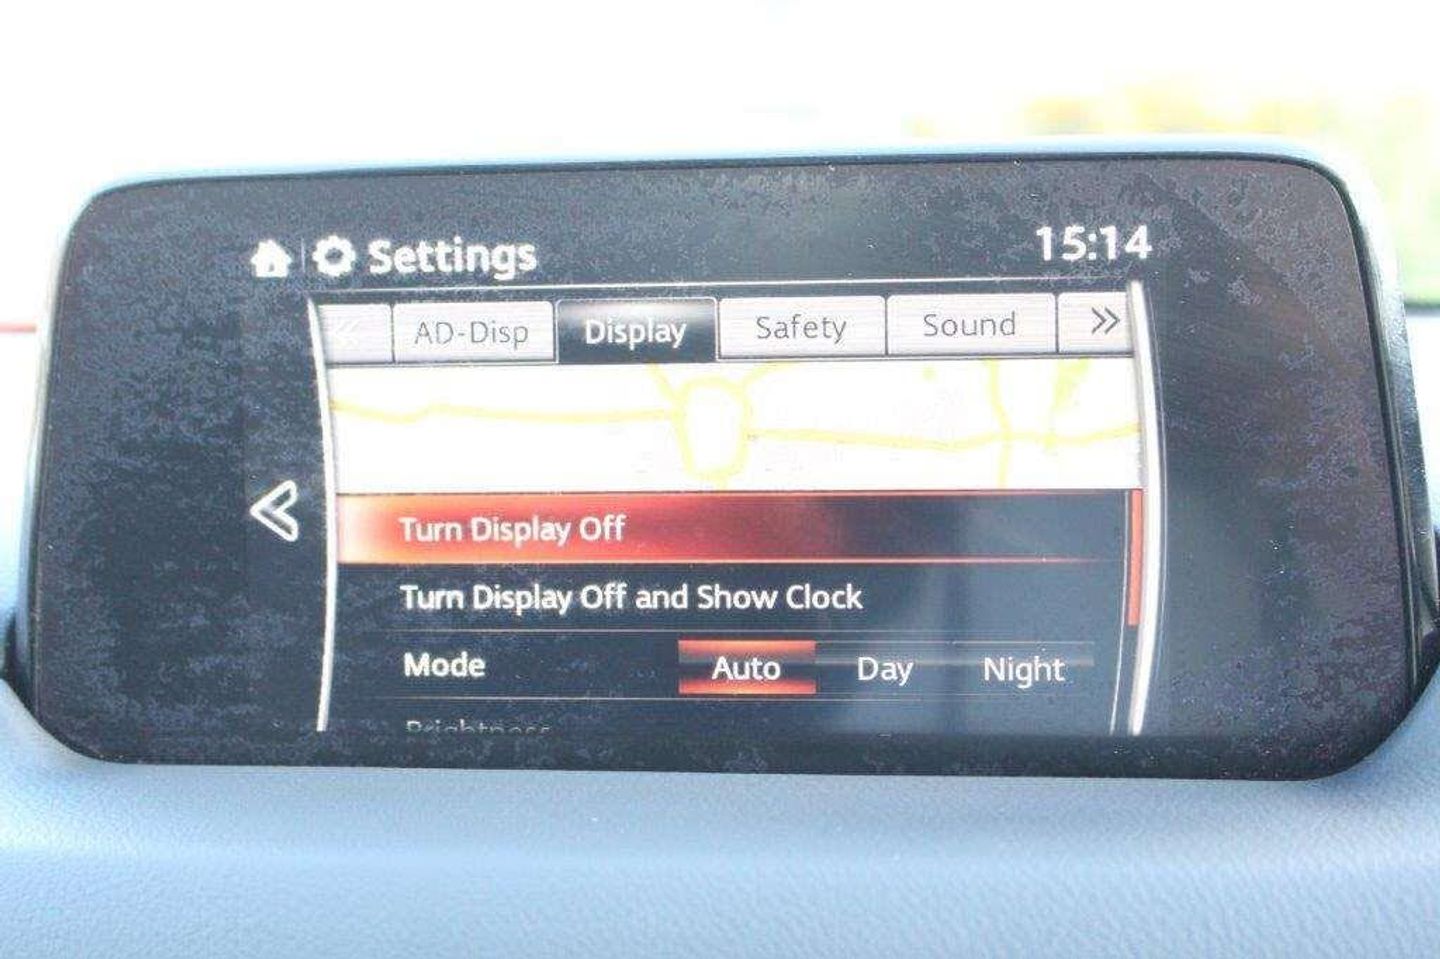 Settings 15:14
« AD-Disp Display Safety Sound »
Turn Display Off
Turn Display Off and Show Clock
Mode Auto Day Night
Brightness